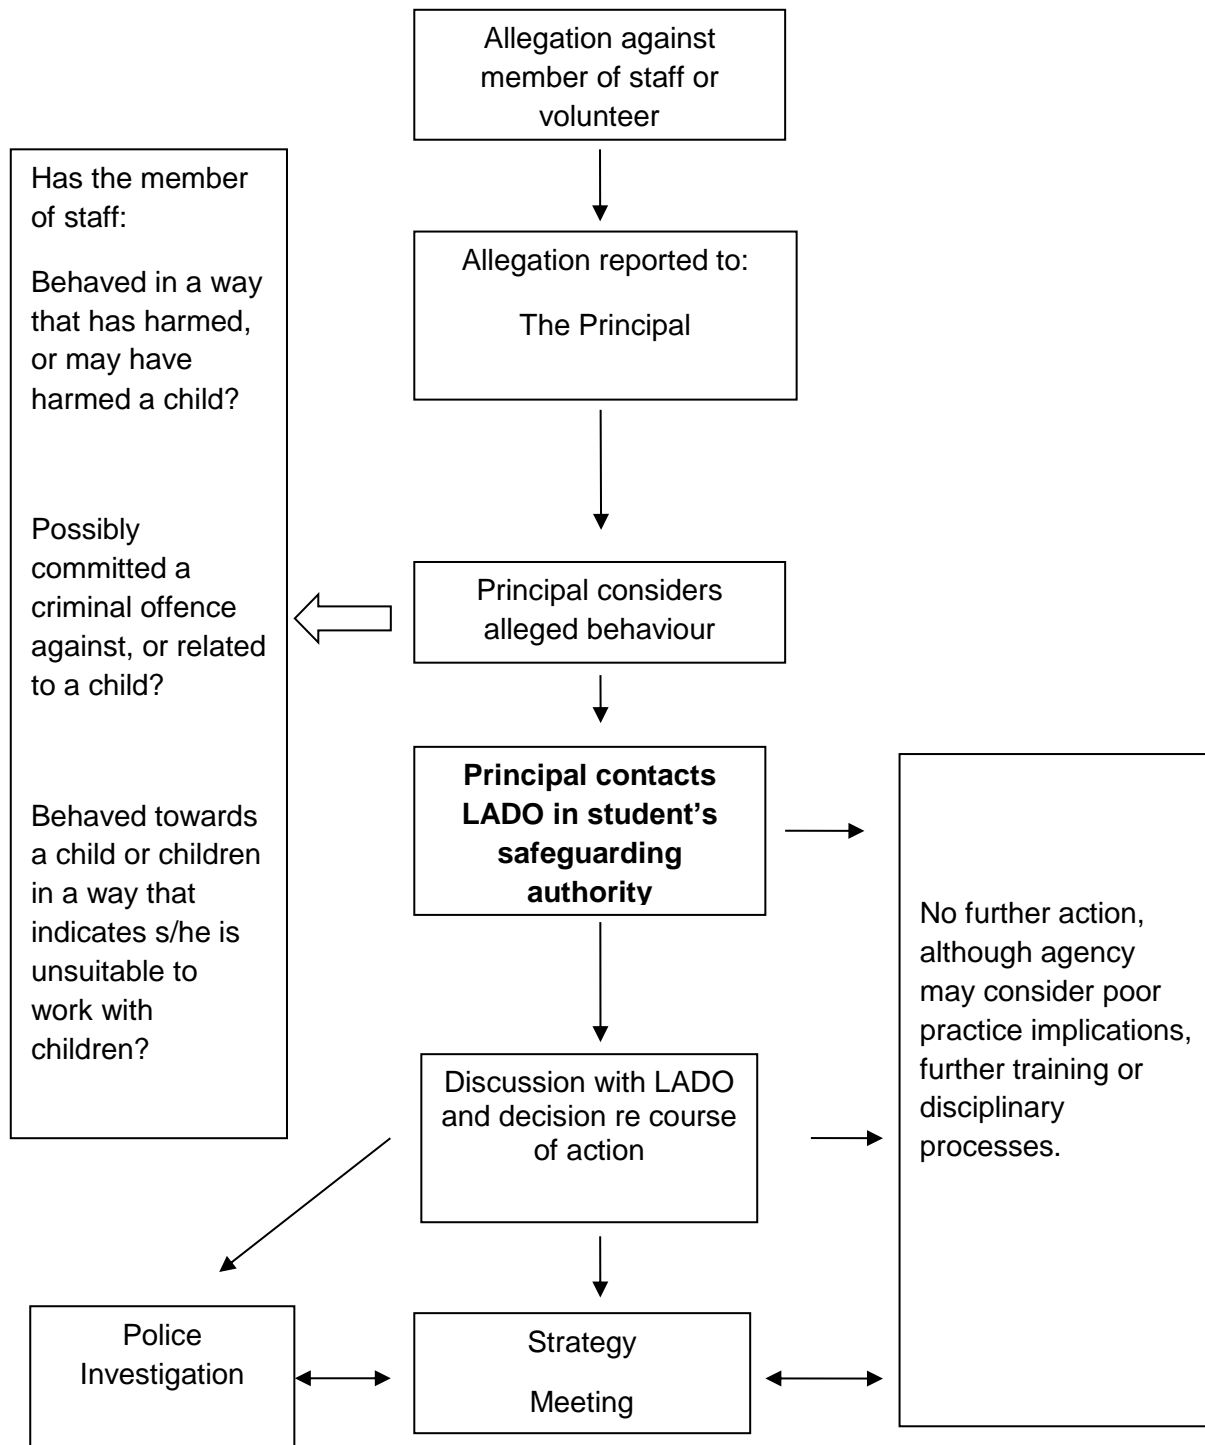 Allegation against
member of staff or
volunteer
Has the member
of staff:
Behaved in a way
that has harmed,
or may have
harmed a child?
Possibly
committed a
criminal offence
against, or related
to a child?
Behaved towards
a child or children
in a way that
indicates s/he is
unsuitable to
work with
children?
Allegation reported to:
The Principal
Principal considers
alleged behaviour
Principal contacts
LADO in student’s
safeguarding
authority
No further action,
although agency
may consider poor
practice implications,
further training or
disciplinary
processes.
Discussion with LADO
and decision re course
of action
Police
Investigation
Strategy
Meeting